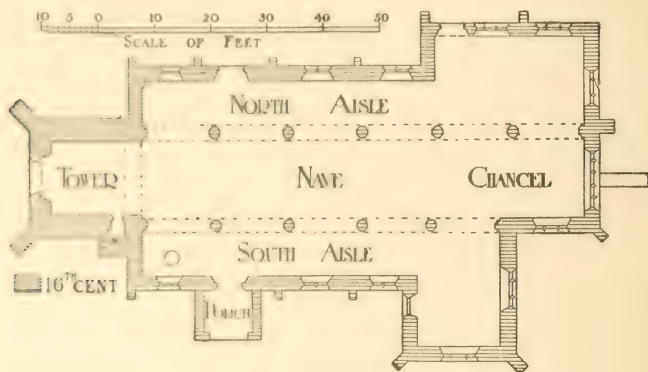 10 5 0 10 20 30 40 50
SCALE OF FEET
NORTH AISLE
TOWER NAVE CHANCEL
SOUTH AISLE
16TH CENT
PORCH